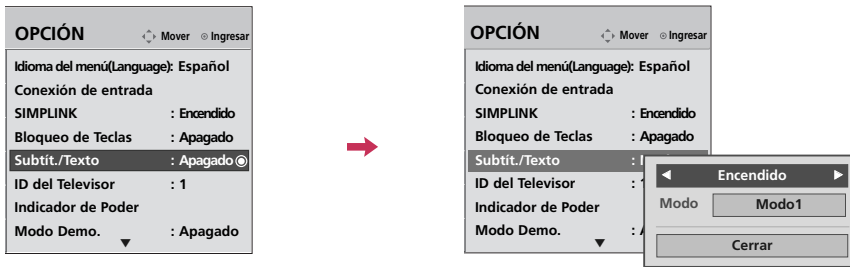 OPCIÓN Mover Ingresar
Idioma del menú(Language): Español
Conexión de entrada
SIMPLINK : Encendido
Bloqueo de Teclas : Apagado
Subtít./Texto : Apagado
ID del Televisor : 1
Indicador de Poder
Modo Demo. : Apagado
OPCIÓN Mover Ingresar
Idioma del menú(Language): Español
Conexión de entrada
SIMPLINK : Encendido
Bloqueo de Teclas : Apagado
Subtít./Texto :
ID del Televisor :
Indicador de Poder
Modo Demo. :
Encendido
Modo Modo1
Cerrar